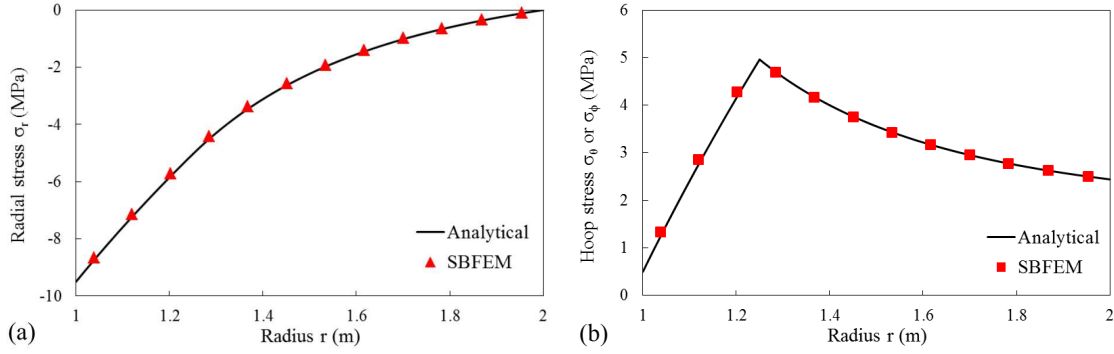 0
-2
-4
-6
-8
-10
1
1.2
1.4
1.6
1.8
2
Radial stress σr (MPa)
Radius r (m)
Analytical
SBFEM
(a)
6
5
4
3
2
1
0
1
1.2
1.4
1.6
1.8
2
Hoop stress σθ or σϕ (MPa)
Radius r (m)
Analytical
SBFEM
(b)